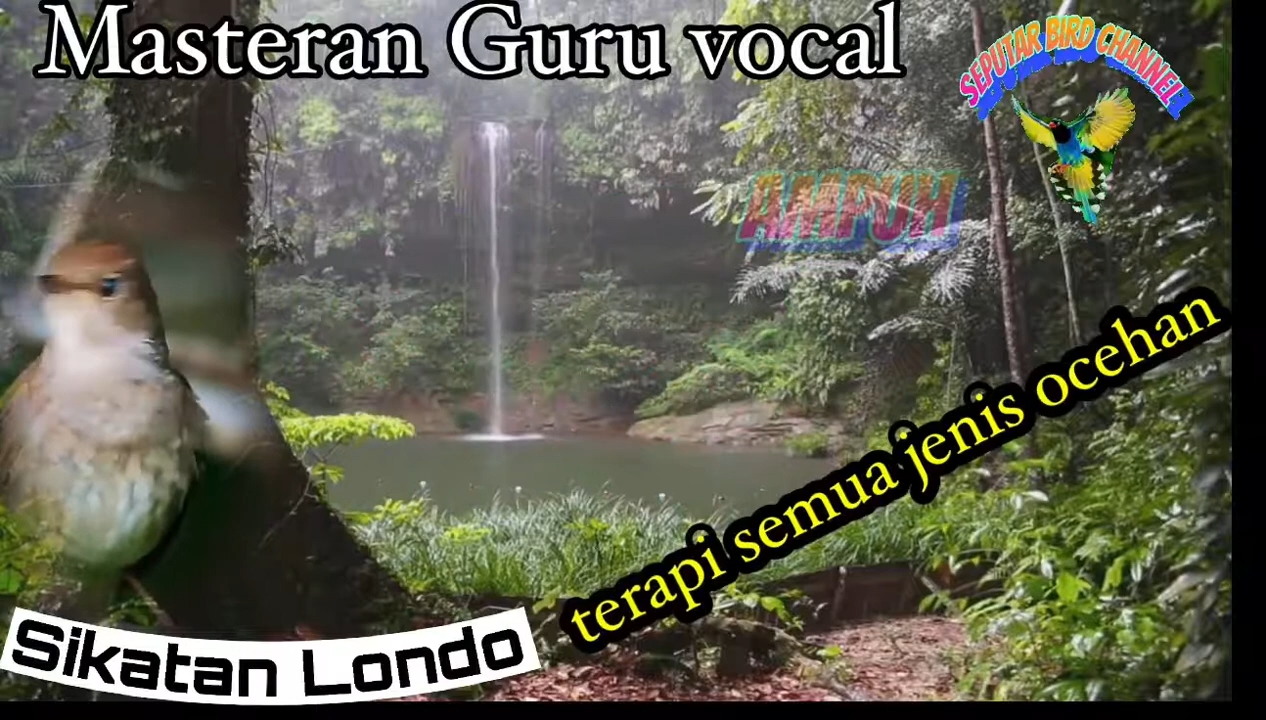 Masteran Guru vocal
SEPUTAR BIRD CHANNEL
AMPUH
terapi semua jenis ocehan
Sikatan Londo